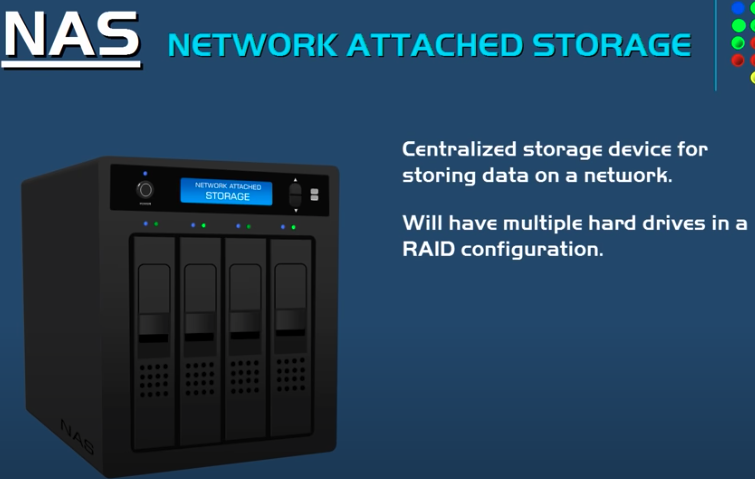 NAS NETWORK ATTACHED STORAGE
Centralized storage device for
storing data on a network.
Will have multiple hard drives in a
RAID configuration.
NETWORK ATTACHED
STORAGE
NAS